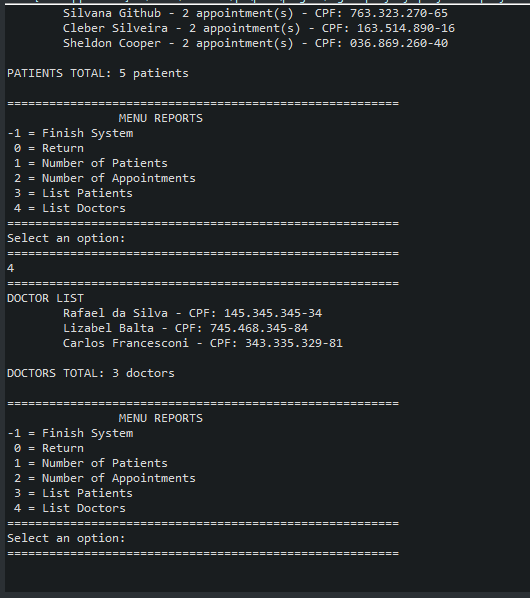 Silvana Github - 2 appointment(s) - CPF: 763.323.270-65
Cleber Silveira - 2 appointment(s) - CPF: 163.514.890-16
Sheldon Cooper - 2 appointment(s) - CPF: 036.869.260-40
PATIENTS TOTAL: 5 patients
========================================================
MENU REPORTS
-1 = Finish System
0 = Return
1 = Number of Patients
2 = Number of Appointments
3 = List Patients
4 = List Doctors
========================================================
Select an option:
========================================================
4
========================================================
DOCTOR LIST
Rafael da Silva - CPF: 145.345.345-34
Lizabel Balta - CPF: 745.468.345-84
Carlos Francesconi - CPF: 343.335.329-81
DOCTORS TOTAL: 3 doctors
========================================================
MENU REPORTS
-1 = Finish System
0 = Return
1 = Number of Patients
2 = Number of Appointments
3 = List Patients
4 = List Doctors
========================================================
Select an option:
========================================================